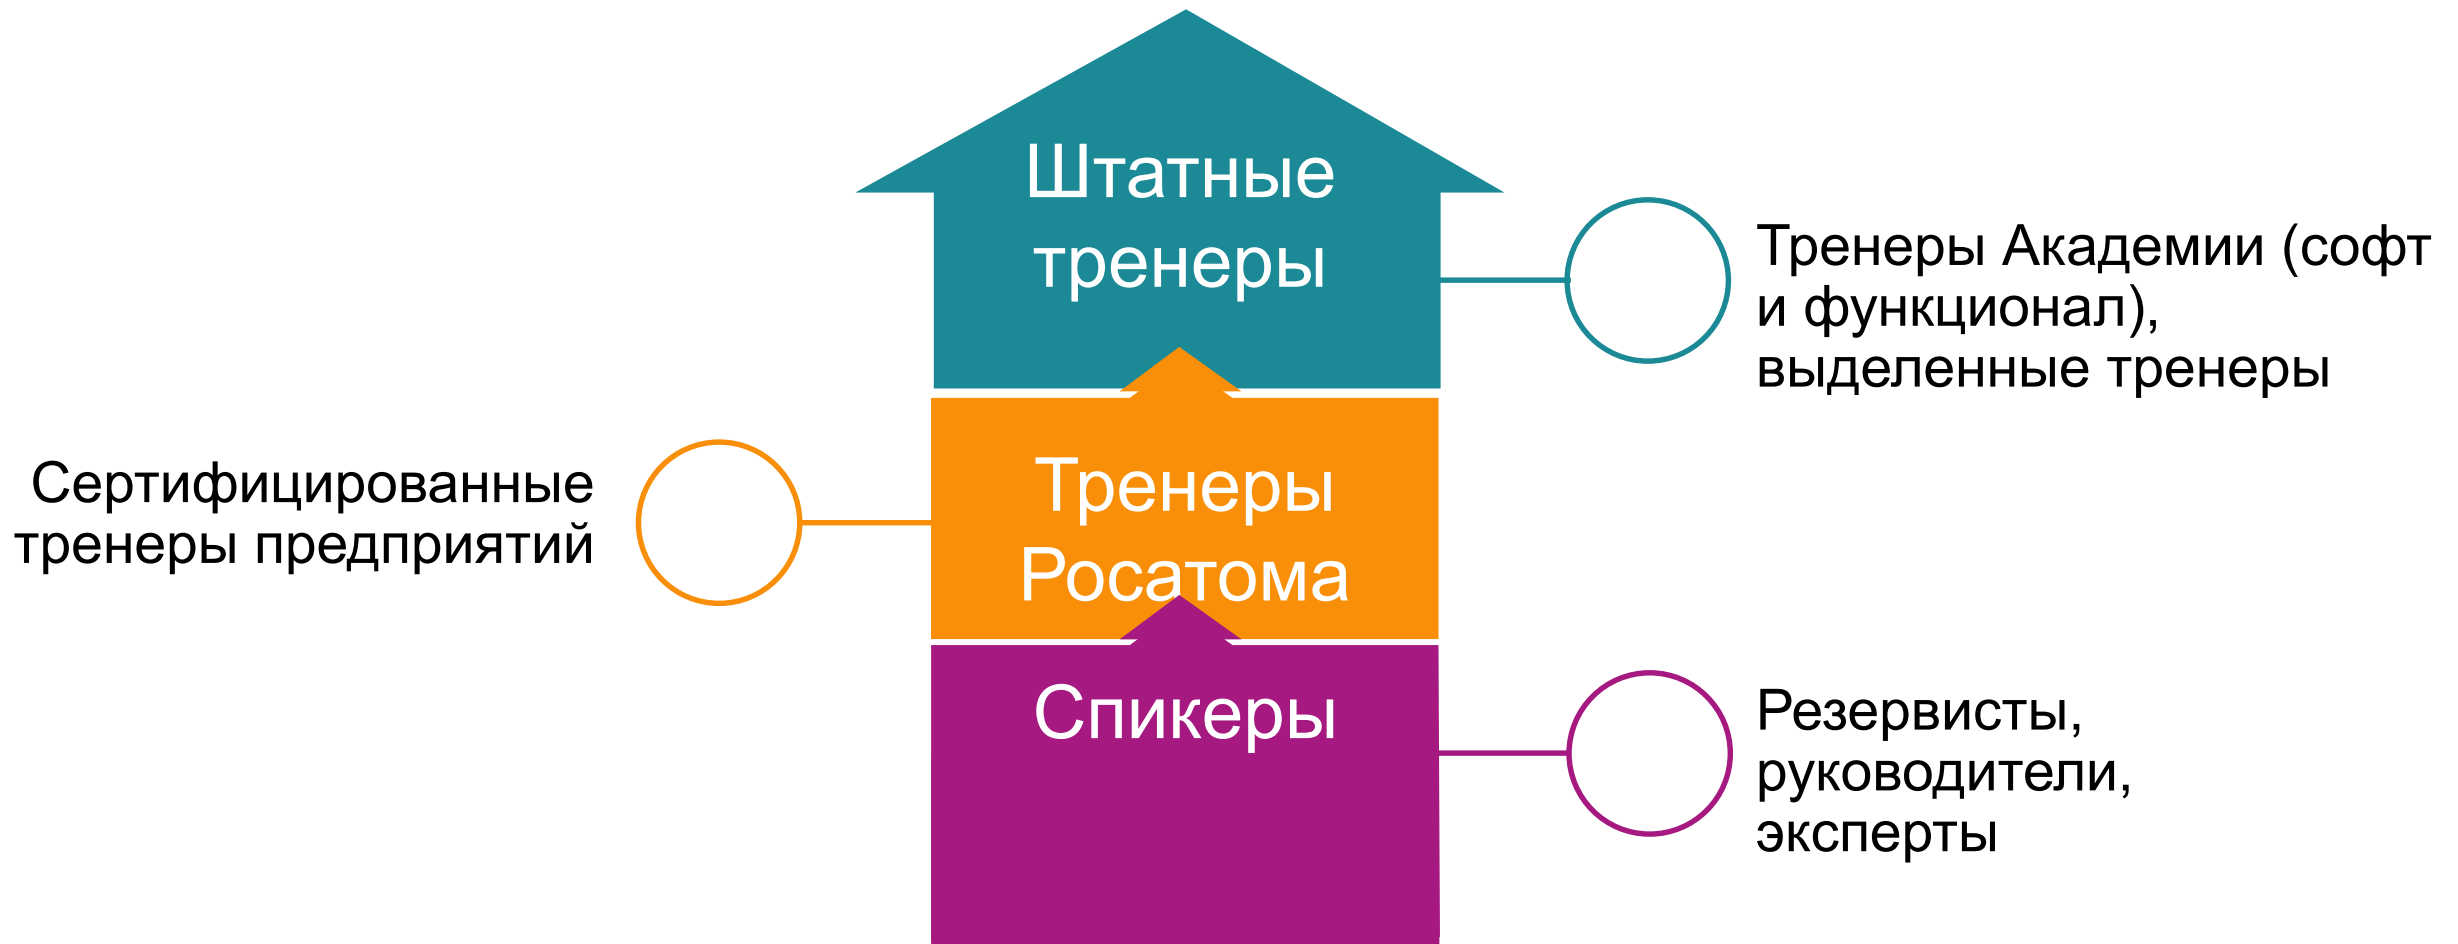 Штатные
тренеры
Тренеры Академии (софт
и функционал),
выделенные тренеры
Сертифицированные
тренеры предприятий
Тренеры
Росатома
Спикеры
Резервисты,
руководители,
эксперты